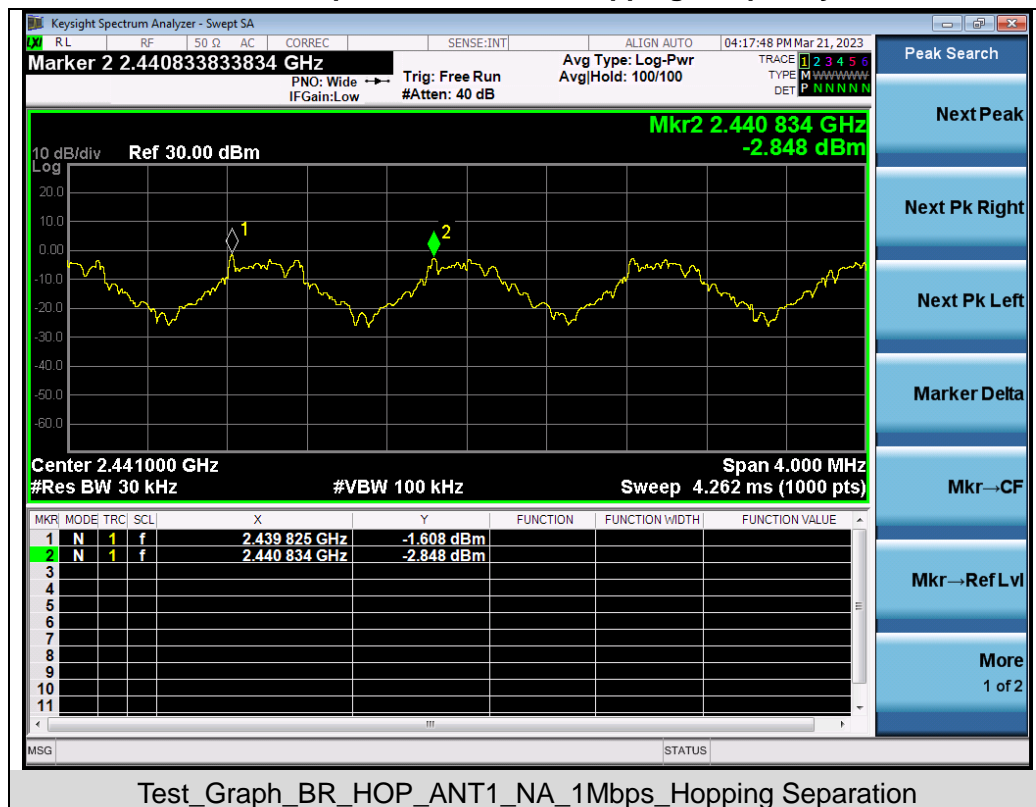 Keysight Spectrum Analyzer - Swept SA
LXI RL RF 50 Ω AC CORREC SENSE:INT ALIGN AUTO 04:17:48 PM Mar 21, 2023
Marker 2 2.440833833834 GHz
PNO: Wide
IFGain:Low
Trig: Free Run
#Atten: 40 dB
Avg Type: Log-Pwr
Avg|Hold: 100/100
TRACE 1 2 3 4 5 6
TYPE M WWWWW
DET P N N N N N
Mkr2 2.440 834 GHz
-2.848 dBm
10 dB/div Ref 30.00 dBm
Log
20.0
10.0
0.00
-10.0
-20.0
-30.0
-40.0
-50.0
-60.0
1
2
Center 2.441000 GHz Span 4.000 MHz
#Res BW 30 kHz #VBW 100 kHz Sweep 4.262 ms (1000 pts)
MKR MODE TRC SCL X Y FUNCTION FUNCTION WIDTH FUNCTION VALUE
1 N 1 f 2.439 825 GHz -1.608 dBm
2 N 1 f 2.440 834 GHz -2.848 dBm
3
4
5
6
7
8
9
10
11
MSG STATUS
Peak Search
Next Peak
Next Pk Right
Next Pk Left
Marker Delta
Mkr→CF
Mkr→Ref Lvl
More
1 of 2
Test_Graph_BR_HOP_ANT1_NA_1Mbps_Hopping Separation